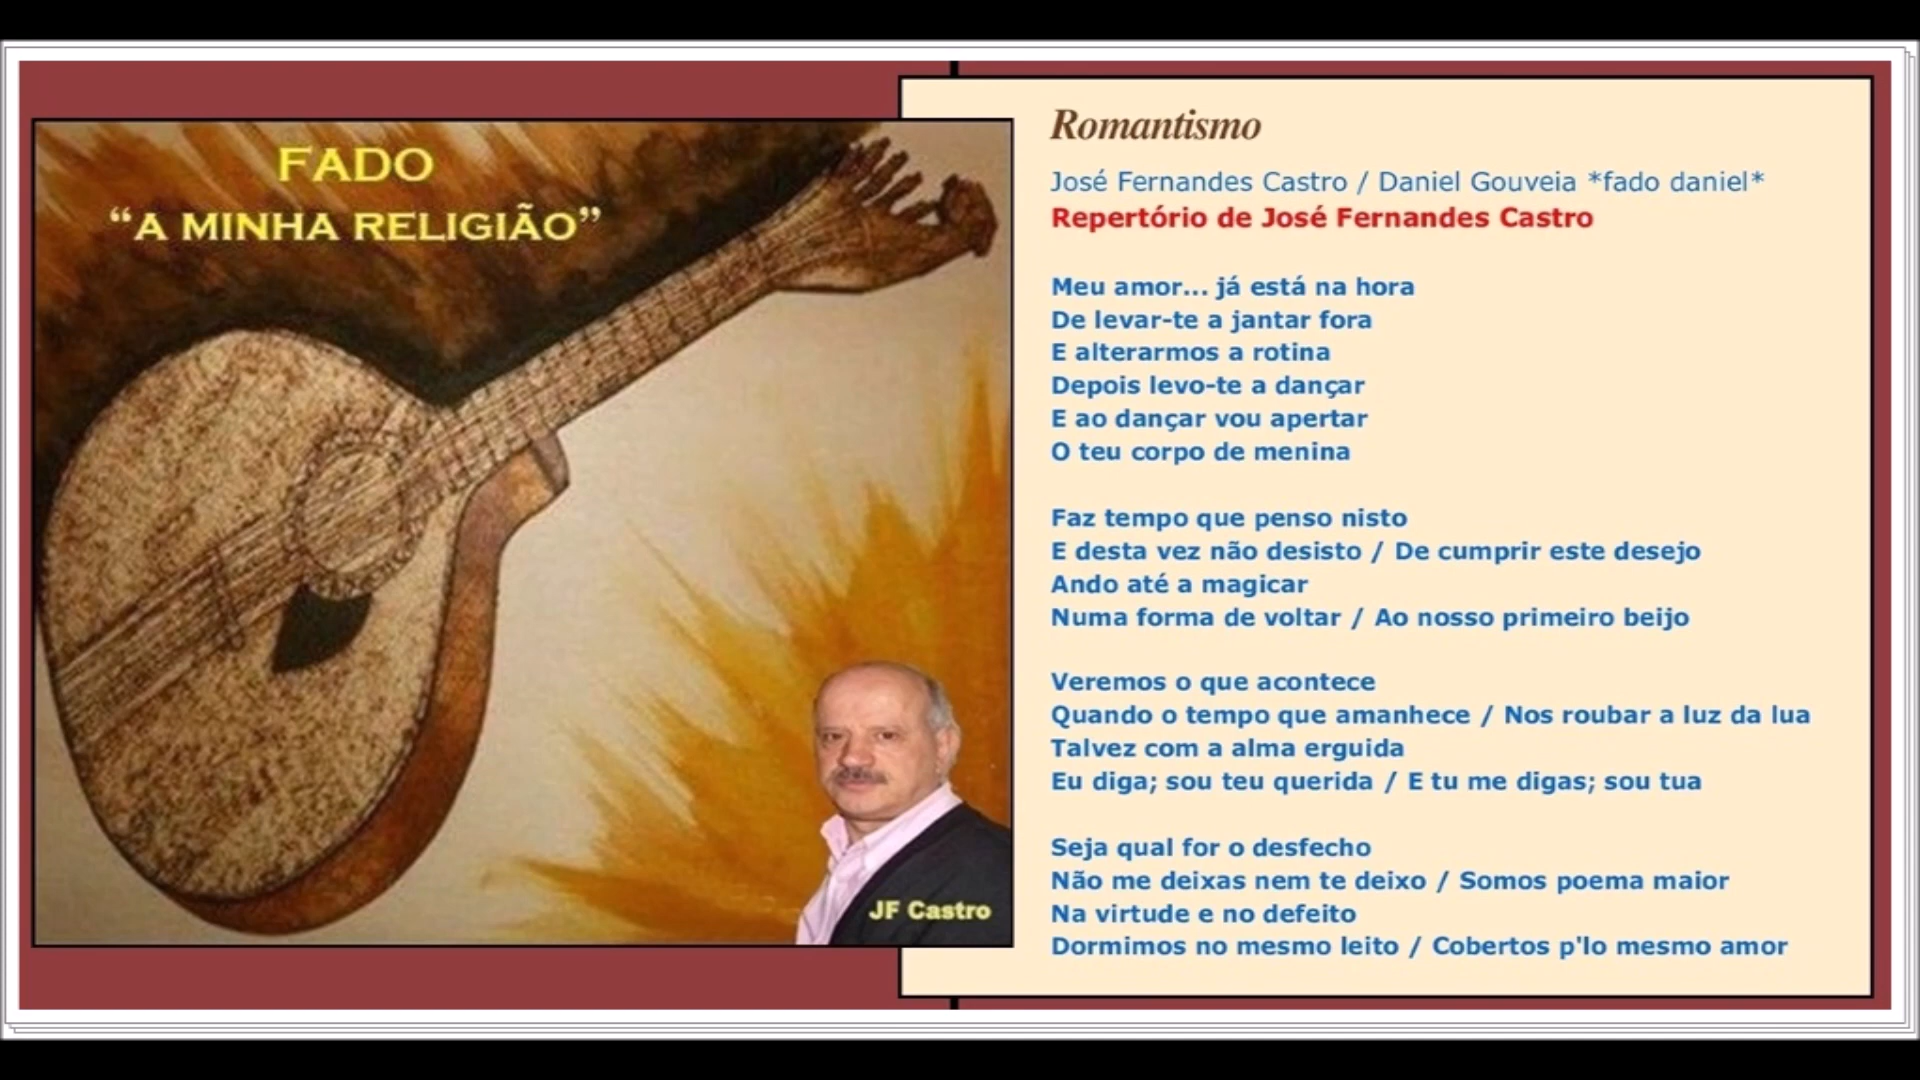 FADO
“A MINHA RELIGIÃO”
JF Castro
Romantismo
José Fernandes Castro / Daniel Gouveia *fado daniel*
Repertório de José Fernandes Castro
Meu amor... já está na hora
De levar-te a jantar fora
E alterarmos a rotina
Depois levo-te a dançar
E ao dançar vou apertar
O teu corpo de menina
Faz tempo que penso nisto
E desta vez não desisto / De cumprir este desejo
Ando até a magicar
Numa forma de voltar / Ao nosso primeiro beijo
Veremos o que acontece
Quando o tempo que amanhece / Nos roubar a luz da lua
Talvez com a alma erguida
Eu diga; sou teu querida / E tu me digas; sou tua
Seja qual for o desfecho
Não me deixas nem te deixo / Somos poema maior
Na virtude e no defeito
Dormimos no mesmo leito / Cobertos p'lo mesmo amor